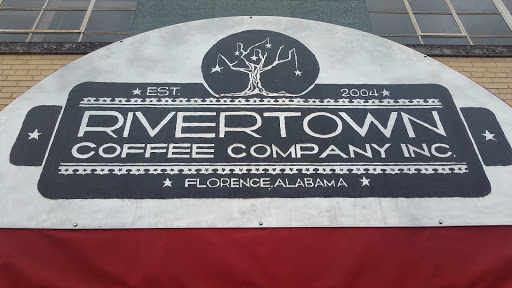 EST. 2004
RIVERTOWN
COFFEE COMPANY INC.
FLORENCE, ALABAMA